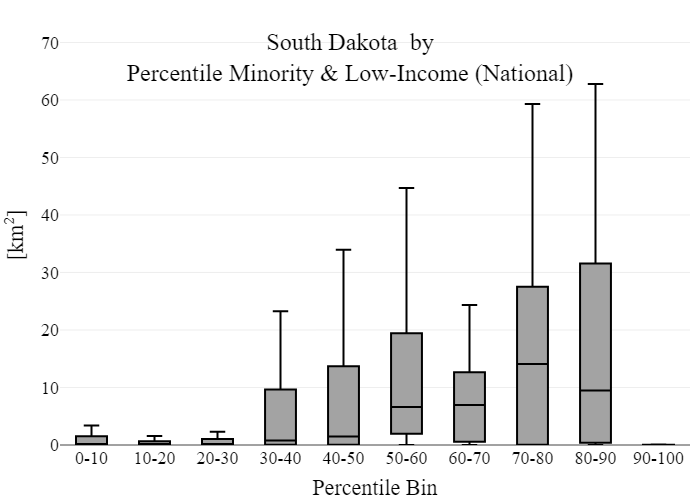 South Dakota by
Percentile Minority & Low-Income (National)
[km²]
70
60
50
40
30
20
10
0
0-10 10-20 20-30 30-40 40-50 50-60 60-70 70-80 80-90 90-100
Percentile Bin